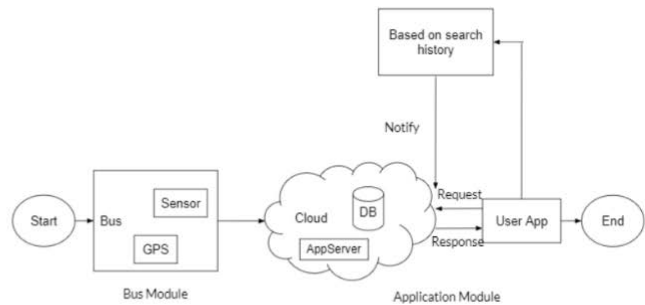 Based on search
history
Notify
Request
Sensor
DB
Start
Bus
Cloud
User App
End
GPS
AppServer
Response
Bus Module
Application Module